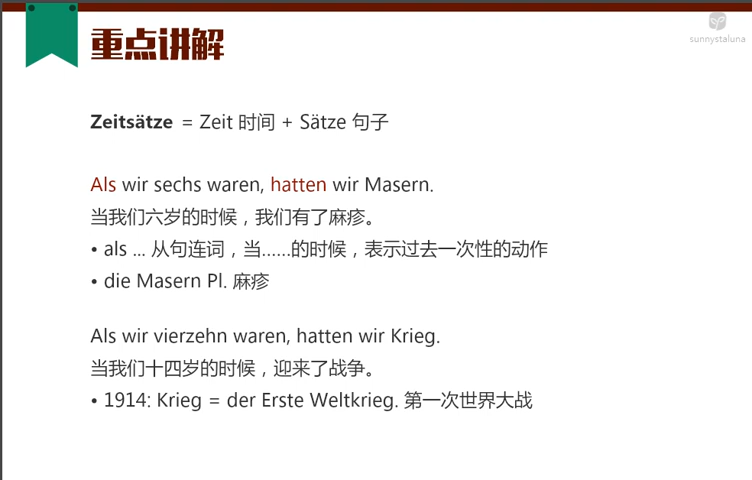 重点讲解
sunnystaluna
Zeitsätze = Zeit 时间 + Sätze 句子
Als wir sechs waren, hatten wir Masern.
当我们六岁的时候，我们有了麻疹。
• als ... 从句连词，当......的时候，表示过去一次性的动作
• die Masern Pl. 麻疹
Als wir vierzehn waren, hatten wir Krieg.
当我们十四岁的时候，迎来了战争。
• 1914: Krieg = der Erste Weltkrieg. 第一次世界大战